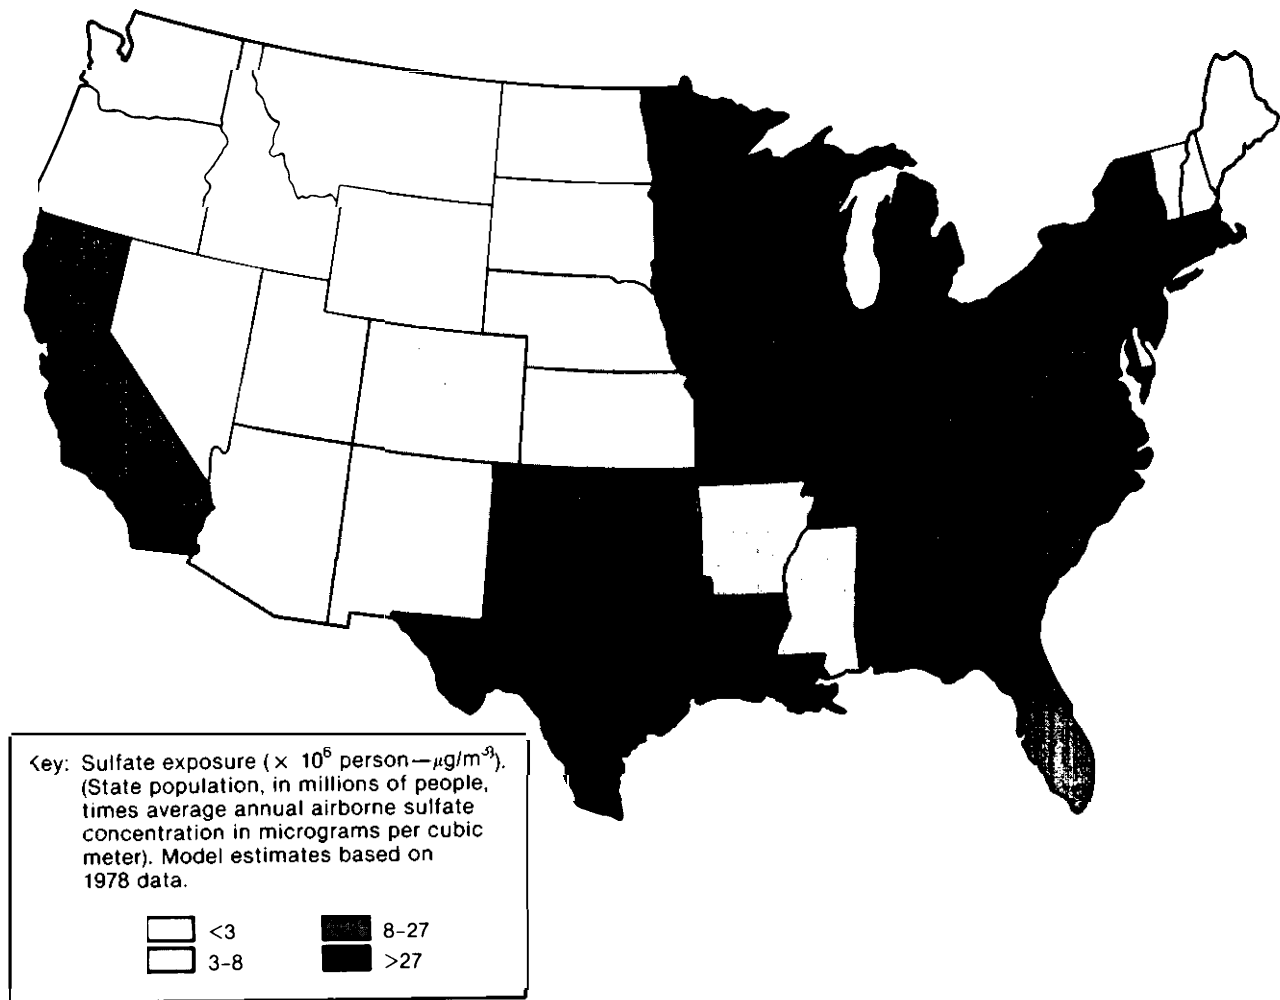 <ey: Sulfate exposure (× 10⁶ person—µg/m³).
(State population, in millions of people,
times average annual airborne sulfate
concentration in micrograms per cubic
meter). Model estimates based on
1978 data.
<3 8-27
3-8 >27